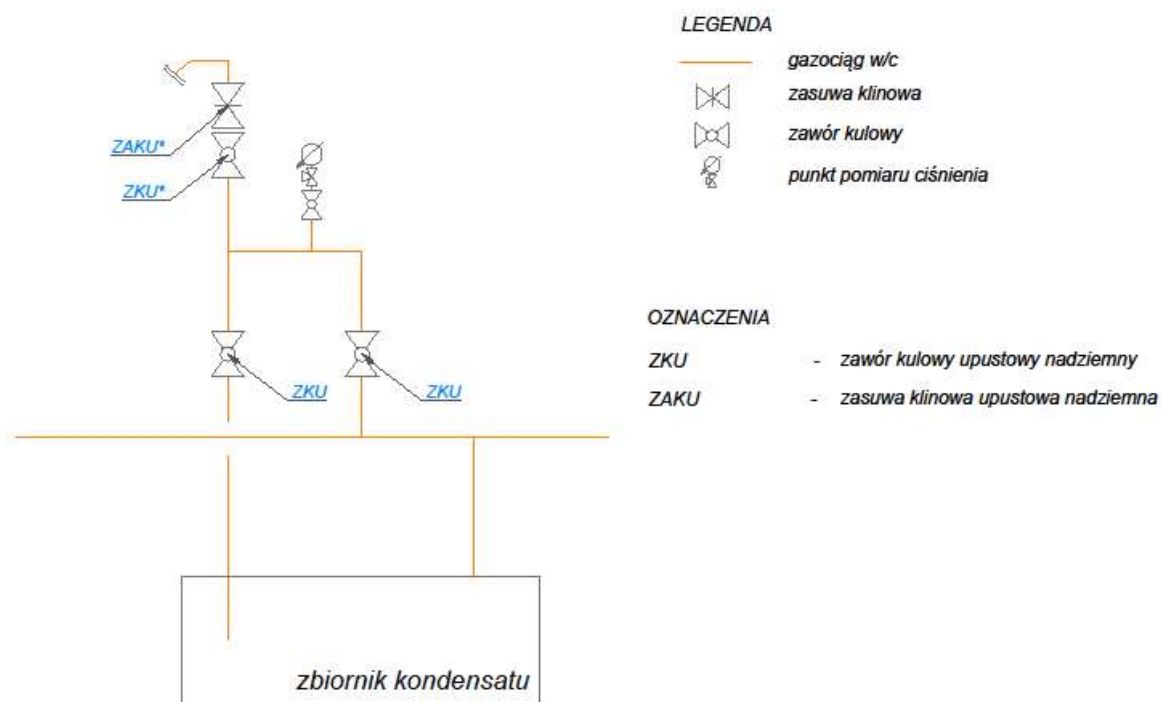 LEGENDA
gazociąg w/c
zasuwa klinowa
zawór kulowy
punkt pomiaru ciśnienia
ZAKU*
ZKU*
OZNACZENIA
ZKU - zawór kulowy upustowy nadziemny
ZAKU - zasuwa klinowa upustowa nadziemna
ZKU ZKU
zbiornik kondensatu